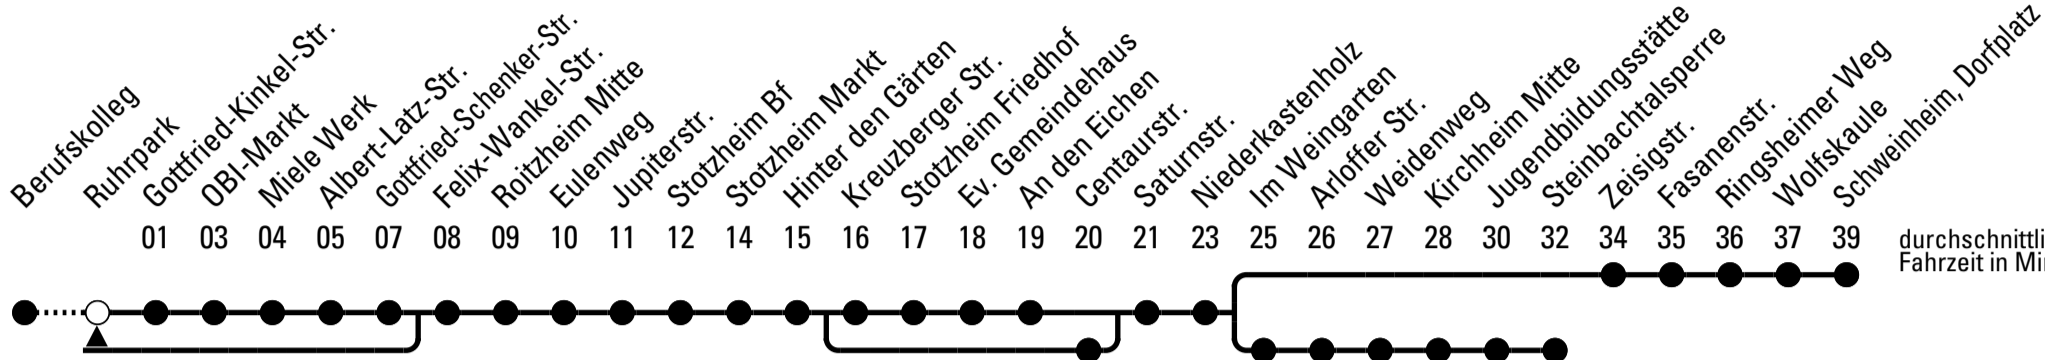 Berufskolleg
Ruhrpark
Gottfried-Kinkel-Str.
OBI-Markt
Miele Werk
Albert-Latz-Str.
Gottfried-Schenker-Str.
Felix-Wankel-Str.
Roitzheim Mitte
Eulenweg
Jupiterstr.
Stotzheim Bf
Stotzheim Markt
Hinter den Gärten
Kreuzberger Str.
Stotzheim Friedhof
Ev. Gemeindehaus
An den Eichen
Centaurstr.
Saturnstr.
Niederkastenholz
Im Weingarten
Arloffer Str.
Weidenweg
Kirchheim Mitte
Jugendbildungsstätte
Steinbachtalsperre
Zeisigstr.
Fasanenstr.
Ringsheimer Weg
Wolfskaule
Schweinheim, Dorfplatz
01 03 04 05 07 08 09 10 11 12 14 15 16 17 18 19 20 21 23 25 26 27 28 30 32 34 35 36 37 39
durchschnittli
Fahrzeit in Mi